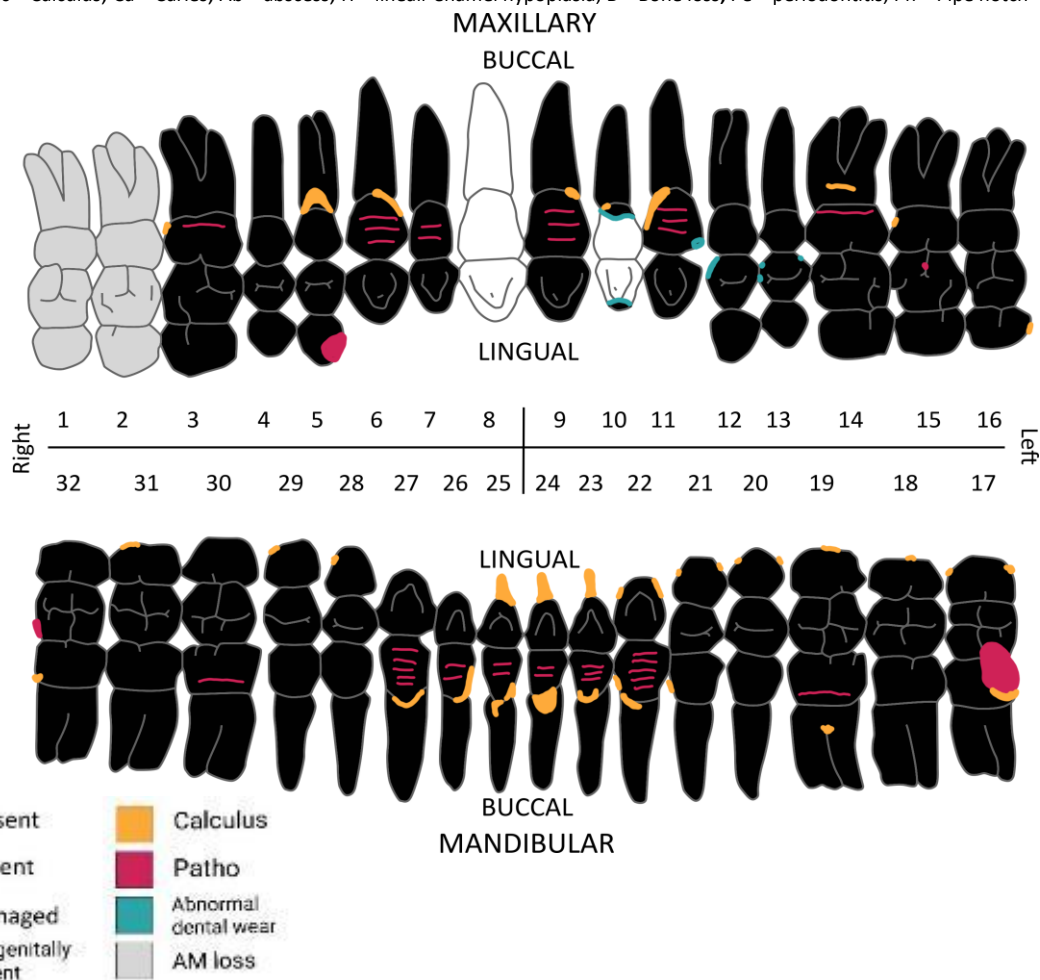 MAXILLARY
BUCCAL
LINGUAL
1 2 3 4 5 6 7 8 9 10 11 12 13 14 15 16
Right
Left
32 31 30 29 28 27 26 25 24 23 22 21 20 19 18 17
LINGUAL
BUCCAL
MANDIBULAR
Calculus
Patho
Abnormal
dental wear
AM loss